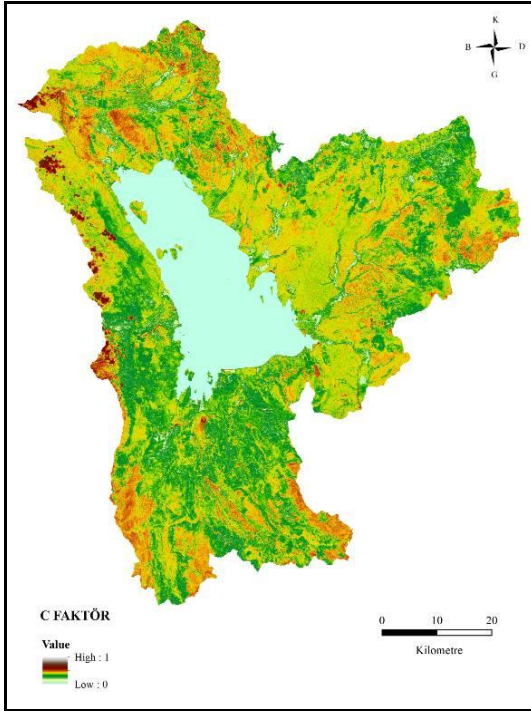 K
B D
G
C FAKTÖR
Value
High : 1
Low : 0
0 10 20
Kilometre